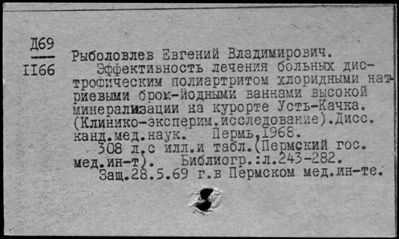 Д69
1166
Рыболовлев Евгений Владимирович.
Эффективность лечения больных дис-
трофическим полиартритом хлоридными нат-
риевыми бром-йодными ваннами высокой
минерализации на курорте Усть-Качка.
(Клинико-эксперим.исследование).Дисс.
канд.мед.наук. Пермь,1968.
308 л.с илл.и табл.(Пермский гос.
мед.ин-т). Библиогр.:л.243-282.
Защ.28.5.69 г.в Пермском мед.ин-те.